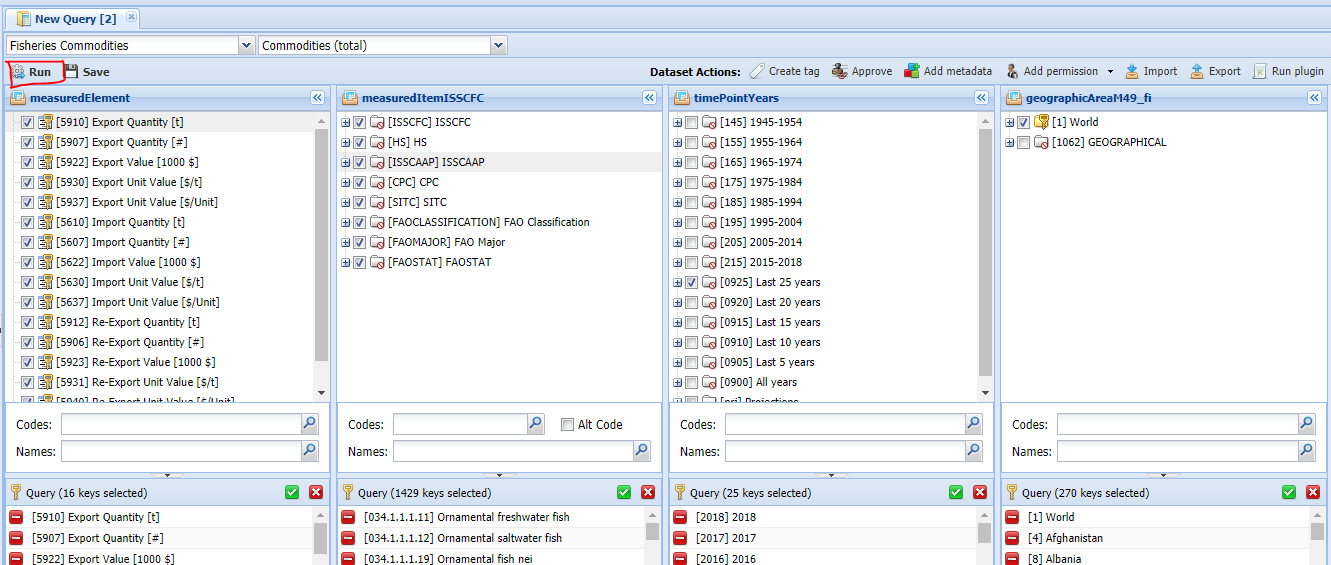 New Query [2]
Fisheries Commodities
Commodities (total)
Run
Save
Dataset Actions:
Create tag
Approve
Add metadata
Add permission
Import
Export
Run plugin
measuredElement
[5910] Export Quantity [t]
[5907] Export Quantity [#]
[5922] Export Value [1000 $]
[5930] Export Unit Value [$/t]
[5937] Export Unit Value [$/Unit]
[5610] Import Quantity [t]
[5607] Import Quantity [#]
[5622] Import Value [1000 $]
[5630] Import Unit Value [$/t]
[5637] Import Unit Value [$/Unit]
[5912] Re-Export Quantity [t]
[5906] Re-Export Quantity [#]
[5923] Re-Export Value [1000 $]
[5931] Re-Export Unit Value [$/t]
[5940] Re-Export Unit Value [$/Unit]
Codes:
Names:
Query (16 keys selected)
[5910] Export Quantity [t]
[5907] Export Quantity [#]
[5922] Export Value [1000 $]
measuredItemISSCFC
[ISSCFC] ISSCFC
[HS] HS
[ISSCAAP] ISSCAAP
[CPC] CPC
[SITC] SITC
[FAOCLASSIFICATION] FAO Classification
[FAOMAJOR] FAO Major
[FAOSTAT] FAOSTAT
Codes:
Alt Code
Names:
Query (1429 keys selected)
[034.1.1.1.11] Ornamental freshwater fish
[034.1.1.1.12] Ornamental saltwater fish
[034.1.1.1.19] Ornamental fish nei
timePointYears
[145] 1945-1954
[155] 1955-1964
[165] 1965-1974
[175] 1975-1984
[185] 1985-1994
[195] 1995-2004
[205] 2005-2014
[215] 2015-2018
[0925] Last 25 years
[0920] Last 20 years
[0915] Last 15 years
[0910] Last 10 years
[0905] Last 5 years
[0900] All years
[prj] Projections
Codes:
Names:
Query (25 keys selected)
[2018] 2018
[2017] 2017
[2016] 2016
geographicAreaM49_fi
[1] World
[1062] GEOGRAPHICAL
Codes:
Names:
Query (270 keys selected)
[1] World
[4] Afghanistan
[8] Albania